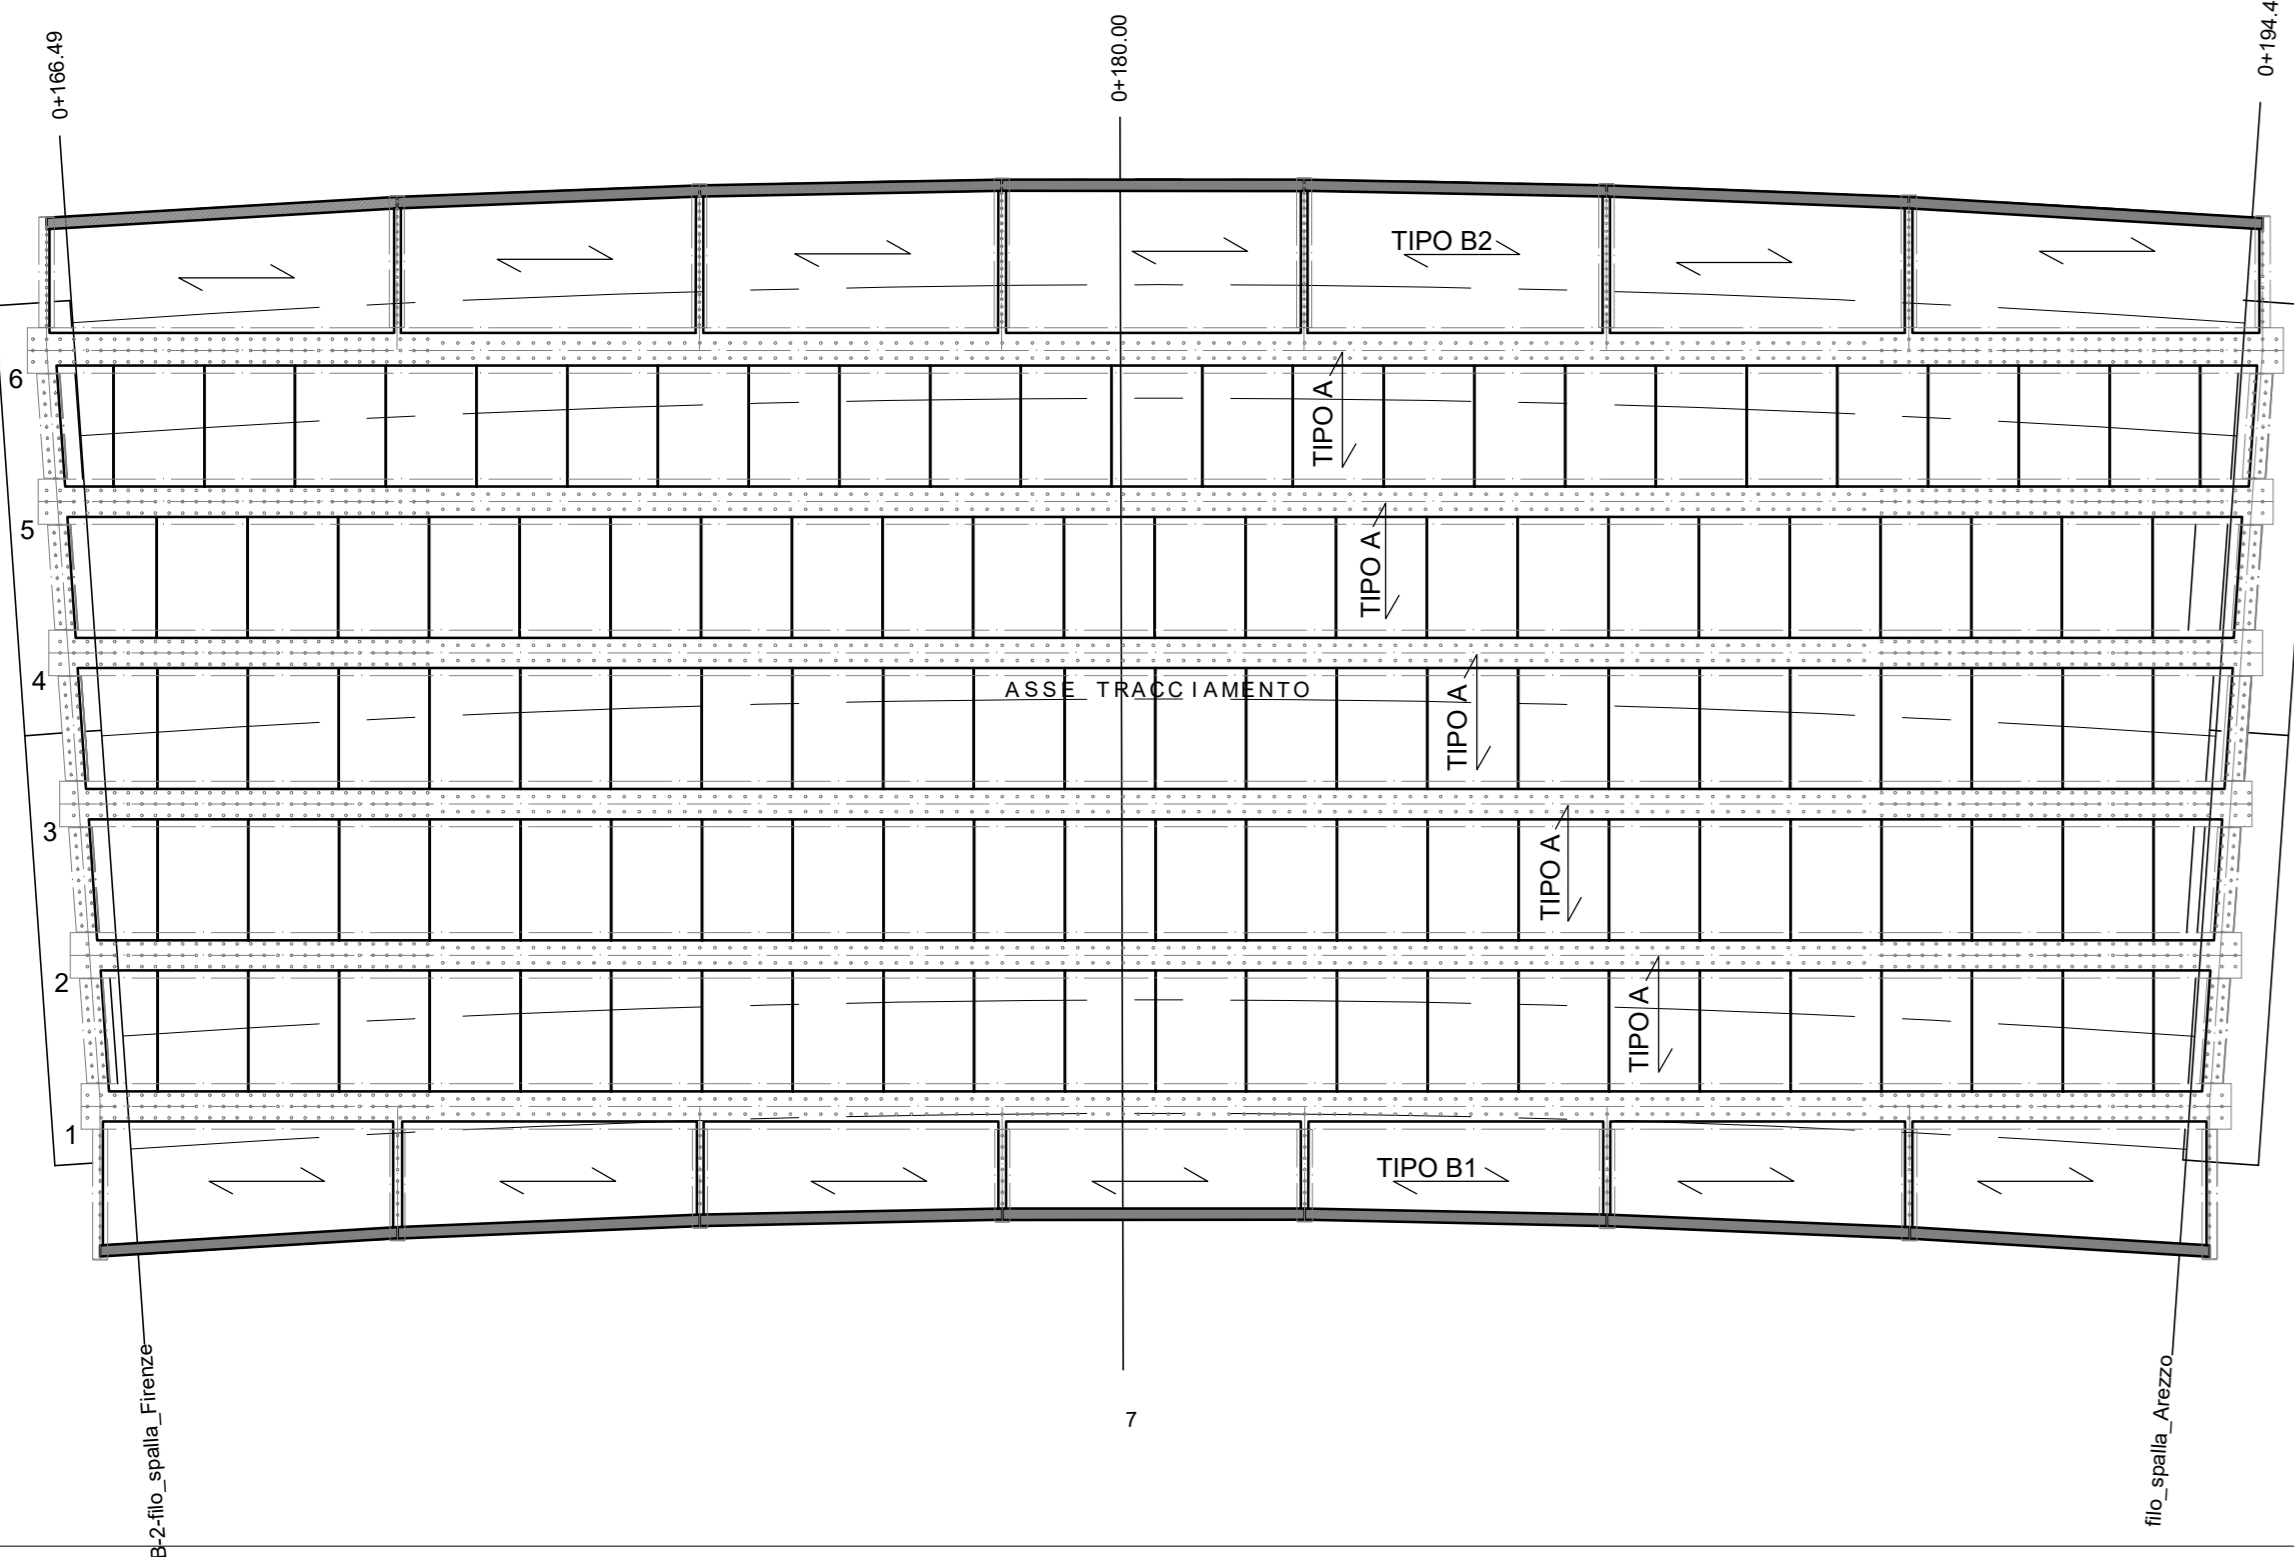 0+166.49
0+180.00
0+194.4
TIPO B2
6
TIPO A
5
TIPO A
4
ASSE TRACCIAMENTO
TIPO A
3
TIPO A
2
TIPO A
1
TIPO B1
B-2-filo_spalla_Firenze
filo_spalla_Arezzo
7